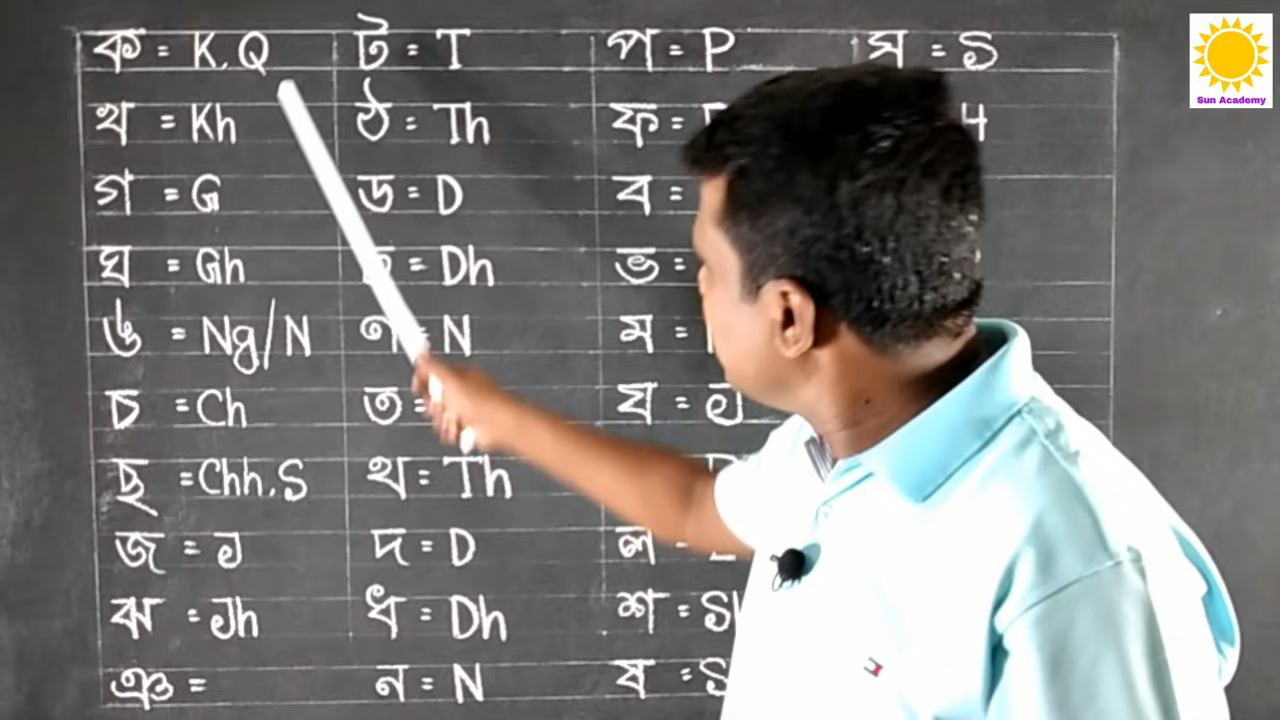 ক = K, Q ট = T প = P স = S
থ = Kh ঠ = Th ফ =
গ = G ড = D ব =
ঘ = Gh = Dh ভ =
ঙ = Ng/N ণ = N ম =
চ = Ch ত = য = J
ছ = Chh, S থ = Th
জ = J দ = D ল =
ঝ = Jh ধ = Dh শ =
ঞ = ন = N ষ = S
Sun Academy